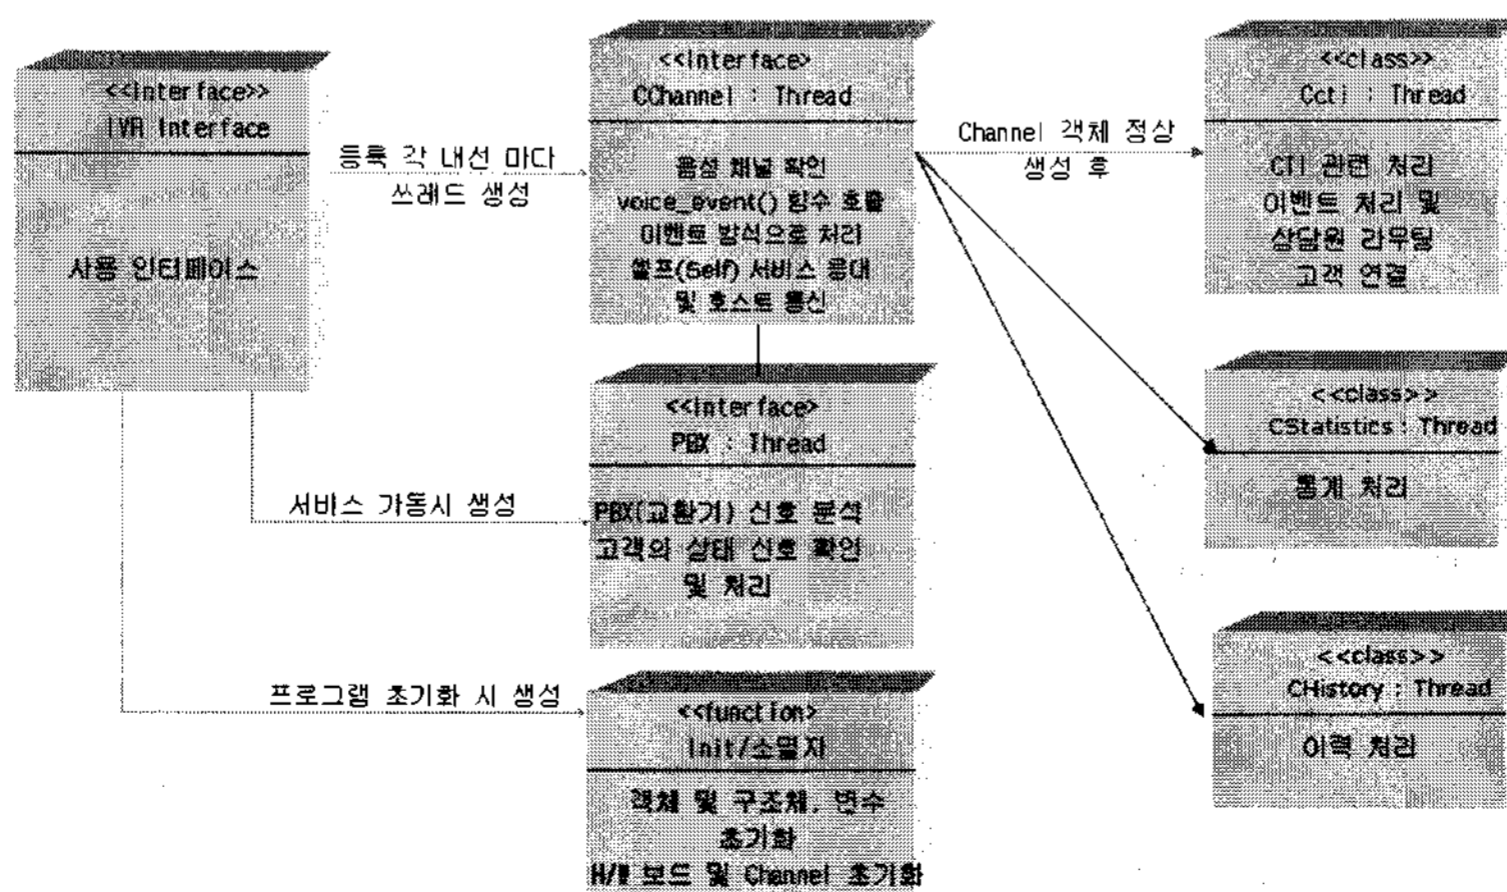 <<Interface>>
IVR Interface
사용 인터페이스
등록 각 내선 마다
쓰레드 생성
서비스 가동시 생성
프로그램 초기화 시 생성
<<Interface>
CChannel : Thread
음성 채널 확인
voice_event() 함수 호출
이벤트 방식으로 처리
셀프(Self) 서비스 응대
및 호스트 통신
<<Interface>
PBX : Thread
PBX(교환기) 신호 분석
고객의 상태 신호 확인
및 처리
<<function>
Init/소멸자
객체 및 구조체, 변수
초기화
H/W 보드 및 Channel 초기화
Channel 객체 정상
생성 후
<<class>>
Ccti : Thread
CTI 관련 처리
이벤트 처리 및
상담원 라우팅
고객 연결
<<class>>
CStatistics : Thread
통계 처리
<<class>>
CHistory : Thread
이력 처리